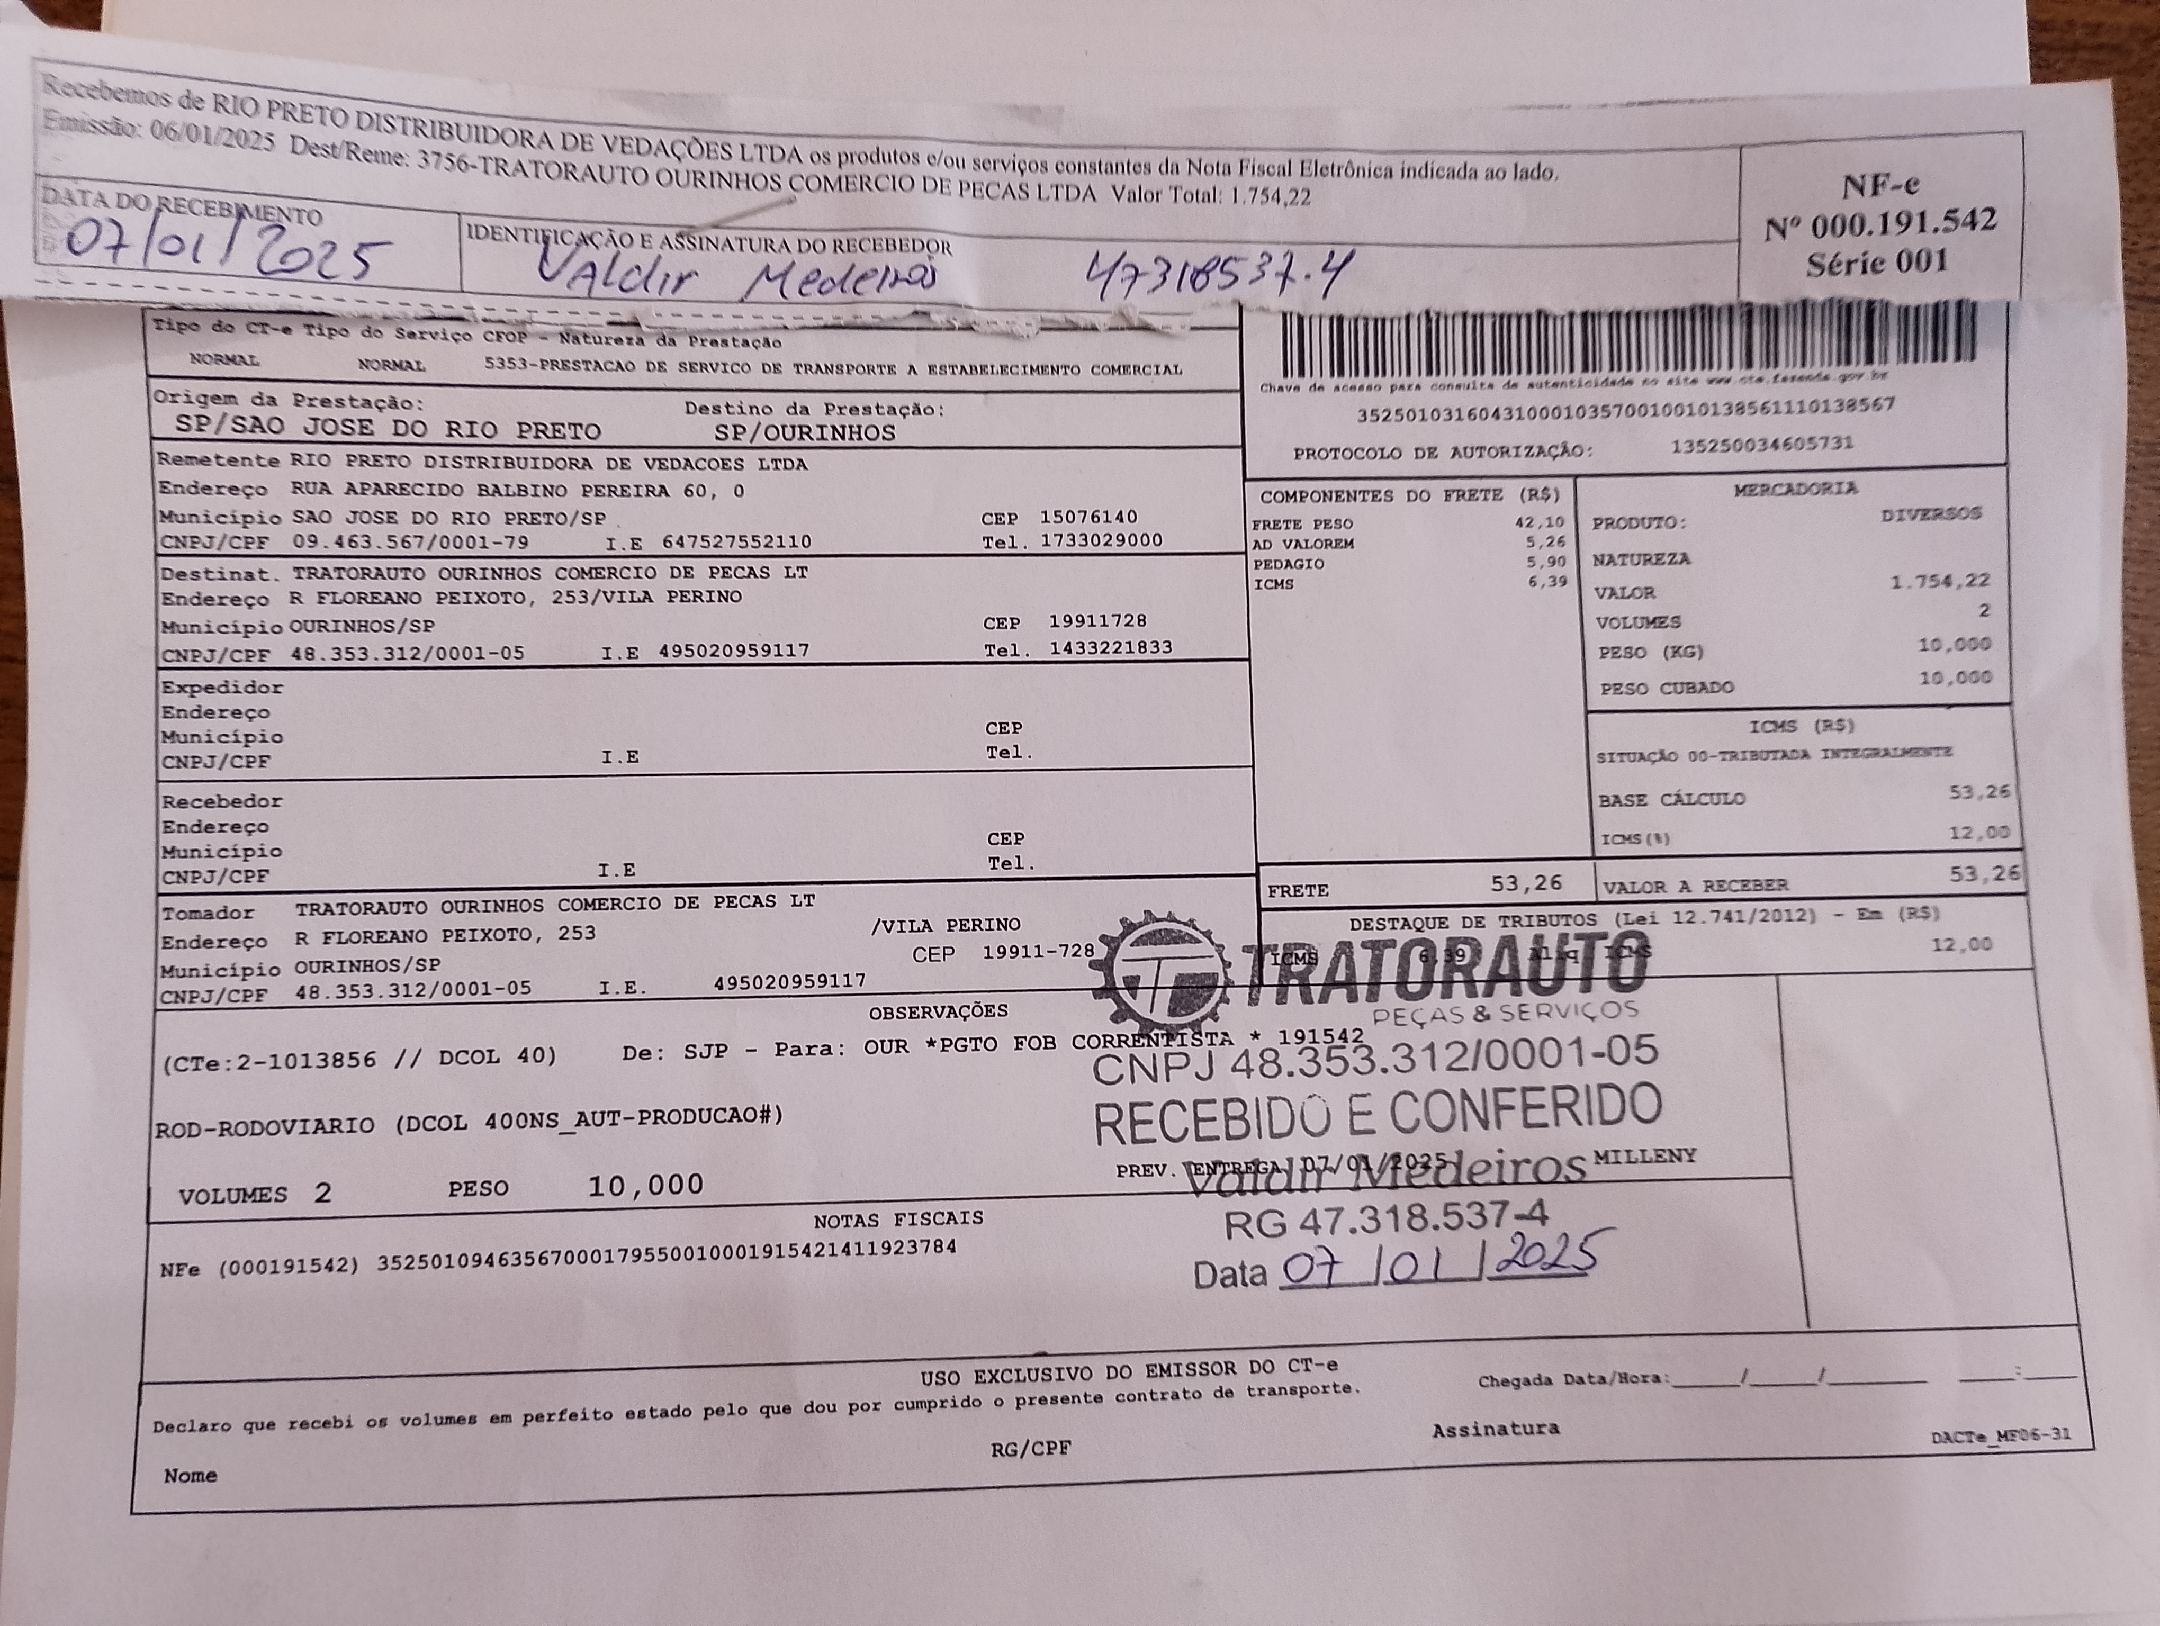 Recebemos de RIO PRETO DISTRIBUIDORA DE VEDAÇÕES LTDA os produtos e/ou serviços constantes da Nota Fiscal Eletrônica indicada ao lado.
Emissão: 06/01/2025 Dest/Reme: 3756-TRATORAUTO OURINHOS COMERCIO DE PECAS LTDA Valor Total: 1.754,22
DATA DO RECEBIMENTO
07/01/2025
IDENTIFICAÇÃO E ASSINATURA DO RECEBEDOR
Valdir Medeiros 47318537.4
NF-e
Nº 000.191.542
Série 001
Tipo do CT-e Tipo do Serviço CFOP - Natureza da Prestação
NORMAL NORMAL 5353-PRESTACAO DE SERVICO DE TRANSPORTE A ESTABELECIMENTO COMERCIAL
Chave de acesso para consulta de autenticidade no site www.cte.fazenda.gov.br
35250103160431000103570010010138561110138567
PROTOCOLO DE AUTORIZAÇÃO: 135250034605731
Origem da Prestação: Destino da Prestação:
SP/SAO JOSE DO RIO PRETO SP/OURINHOS
Remetente RIO PRETO DISTRIBUIDORA DE VEDACOES LTDA
Endereço RUA APARECIDO BALBINO PEREIRA 60, 0
Município SAO JOSE DO RIO PRETO/SP CEP 15076140
CNPJ/CPF 09.463.567/0001-79 I.E 647527552110 Tel. 1733029000
Destinat. TRATORAUTO OURINHOS COMERCIO DE PECAS LT
Endereço R FLOREANO PEIXOTO, 253/VILA PERINO
Município OURINHOS/SP CEP 19911728
CNPJ/CPF 48.353.312/0001-05 I.E 495020959117 Tel. 1433221833
Expedidor
Endereço
Município CEP
CNPJ/CPF I.E Tel.
Recebedor
Endereço
Município CEP
CNPJ/CPF I.E Tel.
Tomador TRATORAUTO OURINHOS COMERCIO DE PECAS LT
Endereço R FLOREANO PEIXOTO, 253 /VILA PERINO
Município OURINHOS/SP CEP 19911-728
CNPJ/CPF 48.353.312/0001-05 I.E. 495020959117
COMPONENTES DO FRETE (R$)
FRETE PESO 42,10
AD VALOREM 5,26
PEDAGIO 5,90
ICMS 6,39
MERCADORIA
PRODUTO: DIVERSOS
NATUREZA
VALOR 1.754,22
VOLUMES 2
PESO (KG) 10,000
PESO CUBADO 10,000
ICMS (R$)
SITUAÇÃO 00-TRIBUTADA INTEGRALMENTE
BASE CÁLCULO 53,26
ICMS(%) 12,00
FRETE 53,26 VALOR A RECEBER 53,26
DESTAQUE DE TRIBUTOS (Lei 12.741/2012) - Em (R$)
ICMS 6,39 Aliq ICMS 12,00
OBSERVAÇÕES
(CTe:2-1013856 // DCOL 40) De: SJP - Para: OUR *PGTO FOB CORRENTISTA * 191542
ROD-RODOVIARIO (DCOL 400NS_AUT-PRODUCAO#)
PREV. ENTREGA 07/01/2025 MILLENY
VOLUMES 2 PESO 10,000
TRATORAUTO
PEÇAS & SERVIÇOS
CNPJ 48.353.312/0001-05
RECEBIDO E CONFERIDO
Valdir Medeiros
RG 47.318.537-4
Data 07/01/2025
NOTAS FISCAIS
NFe (000191542) 35250109463567000179550010001915421411923784
USO EXCLUSIVO DO EMISSOR DO CT-e
Declaro que recebi os volumes em perfeito estado pelo que dou por cumprido o presente contrato de transporte.
Chegada Data/Hora:_____/_____/_______ ____:____
Nome RG/CPF Assinatura
DACTe_MF06-31